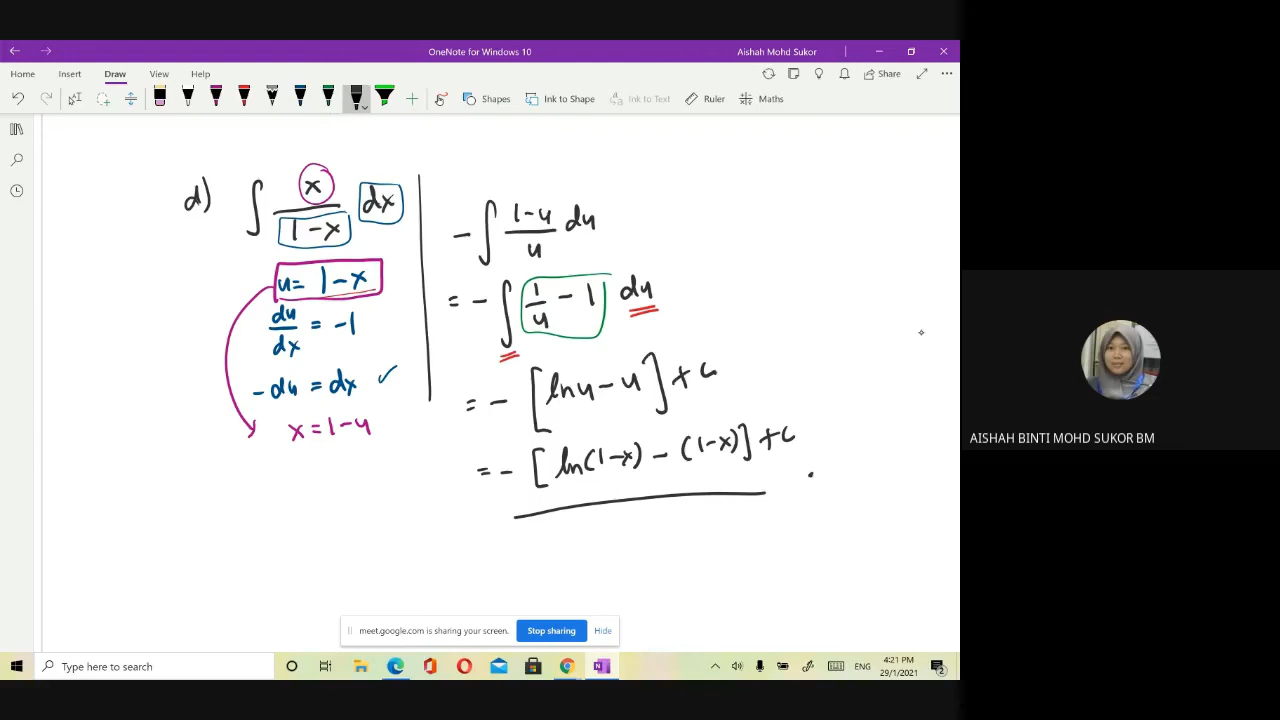 OneNote for Windows 10
Aishah Mohd Sukor
Home Insert Draw View Help
Share
Shapes Ink to Shape Ink to Text Ruler Maths
d) ∫ x/(1-x) dx
u = 1-x
du/dx = -1
-du = dx ✓
x = 1-u
- ∫ (1-u)/u du
= - ∫ 1/u - 1 du
= - [ln u - u] + c
= - [ln(1-x) - (1-x)] + c
AISHAH BINTI MOHD SUKOR BM
meet.google.com is sharing your screen. Stop sharing Hide
Type here to search
ENG
4:21 PM
29/1/2021
2